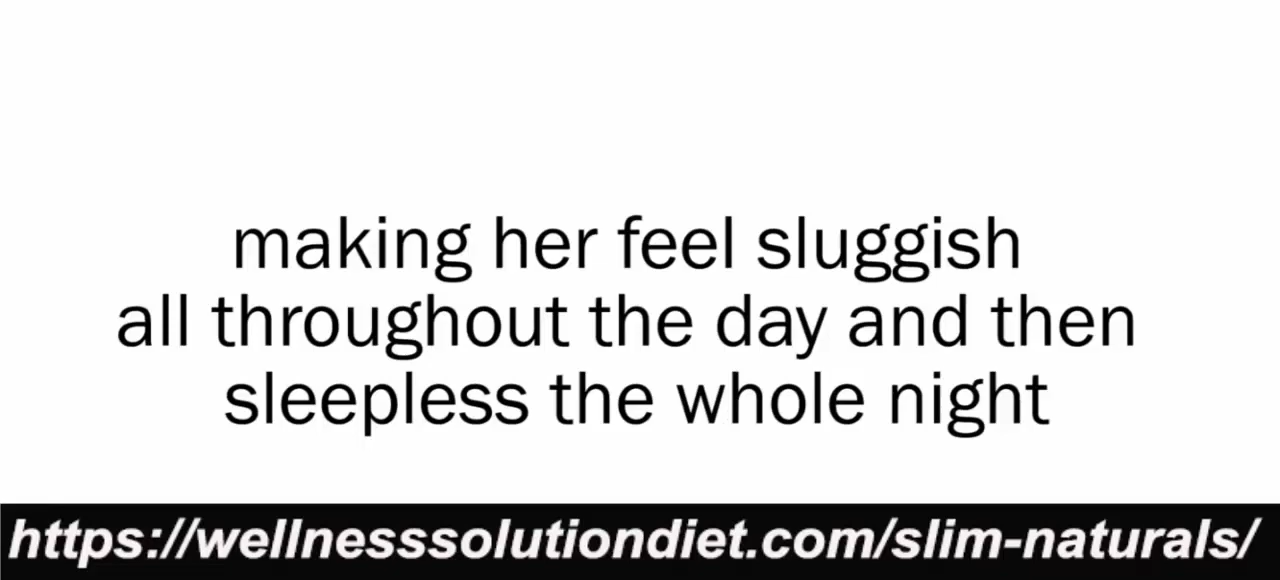 making her feel sluggish
all throughout the day and then
sleepless the whole night
https://wellnesssolutiondiet.com/slim-naturals/